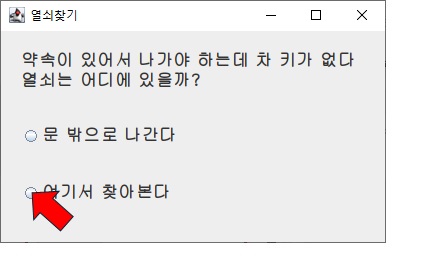 열쇠찾기
약속이 있어서 나가야 하는데 차 키가 없다
열쇠는 어디에 있을까?
문 밖으로 나간다
여기서 찾아본다